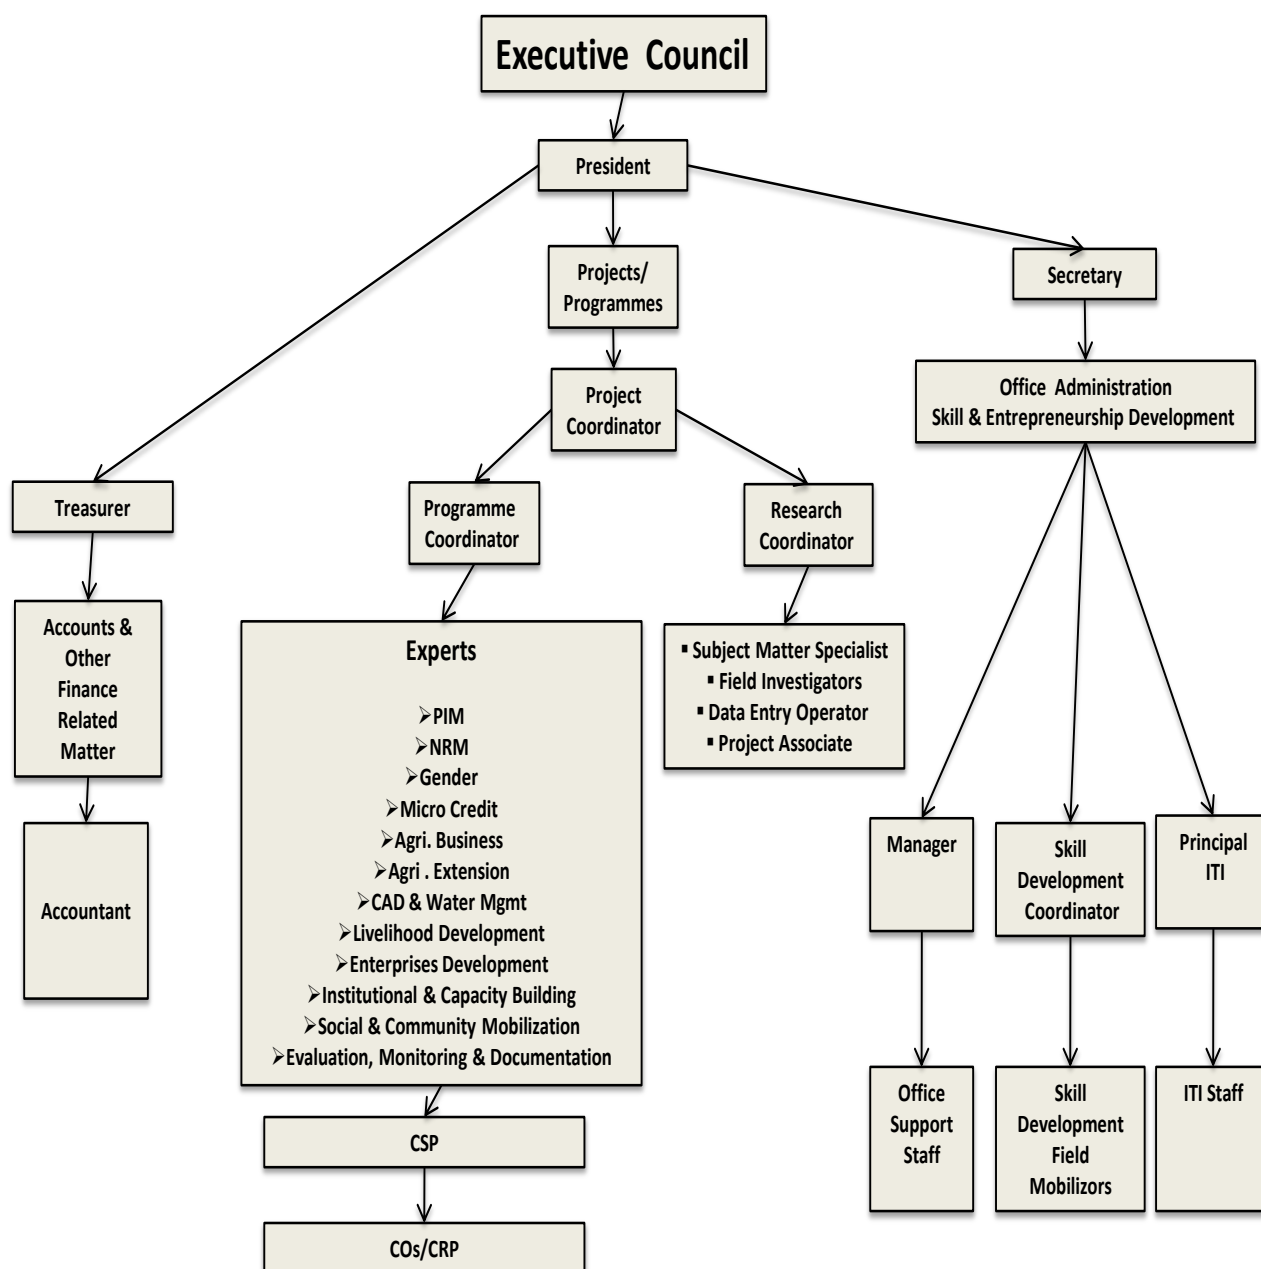 Executive Council
President
Projects/
Programmes
Secretary
Project
Coordinator
Office Administration
Skill & Entrepreneurship Development
Treasurer
Programme
Coordinator
Research
Coordinator
Accounts &
Other
Finance
Related
Matter
Experts
➢PIM
➢NRM
➢Gender
➢Micro Credit
➢Agri. Business
➢Agri . Extension
➢CAD & Water Mgmt
➢Livelihood Development
➢Enterprises Development
➢Institutional & Capacity Building
➢Social & Community Mobilization
➢Evaluation, Monitoring & Documentation
▪ Subject Matter Specialist
▪ Field Investigators
▪ Data Entry Operator
▪ Project Associate
Accountant
Manager
Skill
Development
Coordinator
Principal
ITI
Office
Support
Staff
Skill
Development
Field
Mobilizors
ITI Staff
CSP
COs/CRP